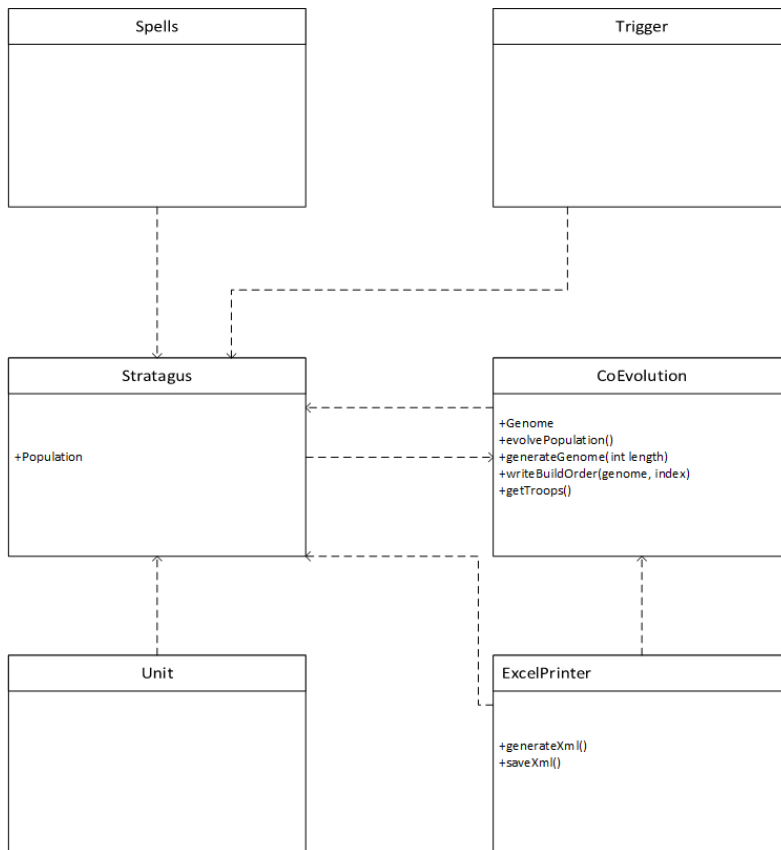 Spells
Trigger
Stratagus
+Population
CoEvolution
+Genome
+evolvePopulation()
+generateGenome(int length)
+writeBuildOrder(genome, index)
+getTroops()
Unit
ExcelPrinter
+generateXml()
+saveXml()